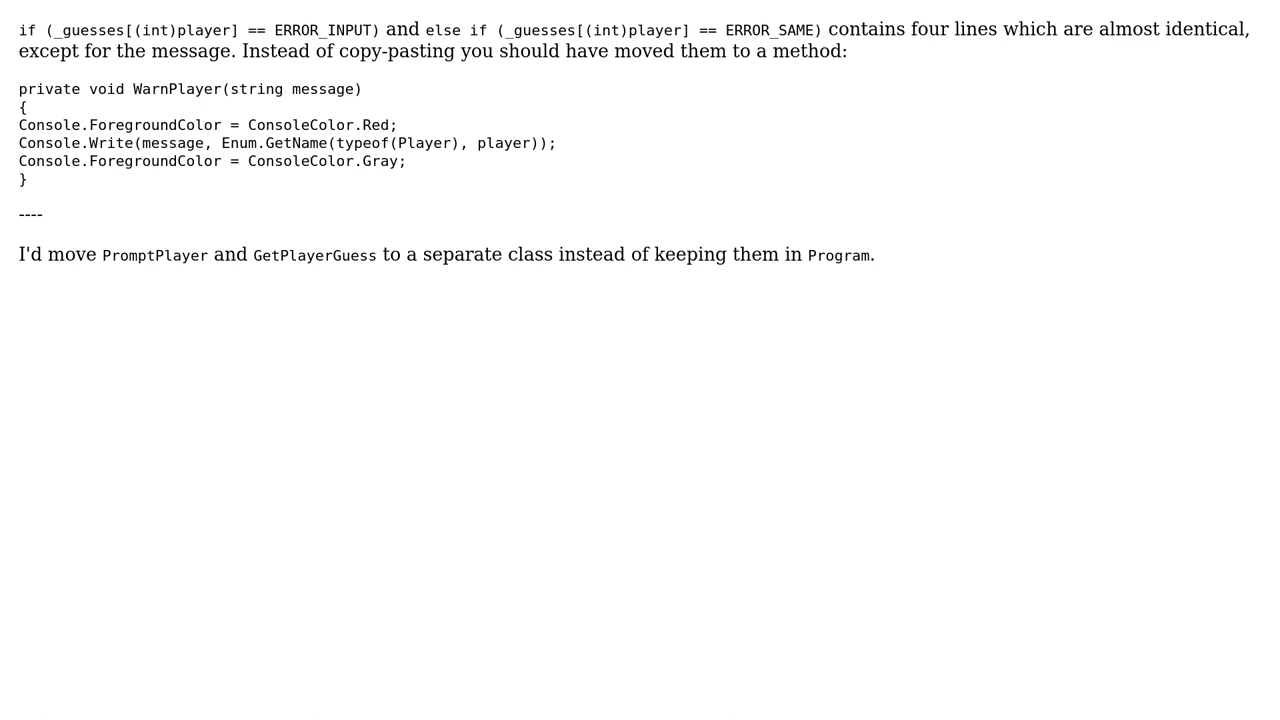 if (_guesses[(int)player] == ERROR_INPUT) and else if (_guesses[(int)player] == ERROR_SAME) contains four lines which are almost identical,
except for the message. Instead of copy-pasting you should have moved them to a method:
private void WarnPlayer(string message)
{
Console.ForegroundColor = ConsoleColor.Red;
Console.Write(message, Enum.GetName(typeof(Player), player));
Console.ForegroundColor = ConsoleColor.Gray;
}
----
I'd move PromptPlayer and GetPlayerGuess to a separate class instead of keeping them in Program.